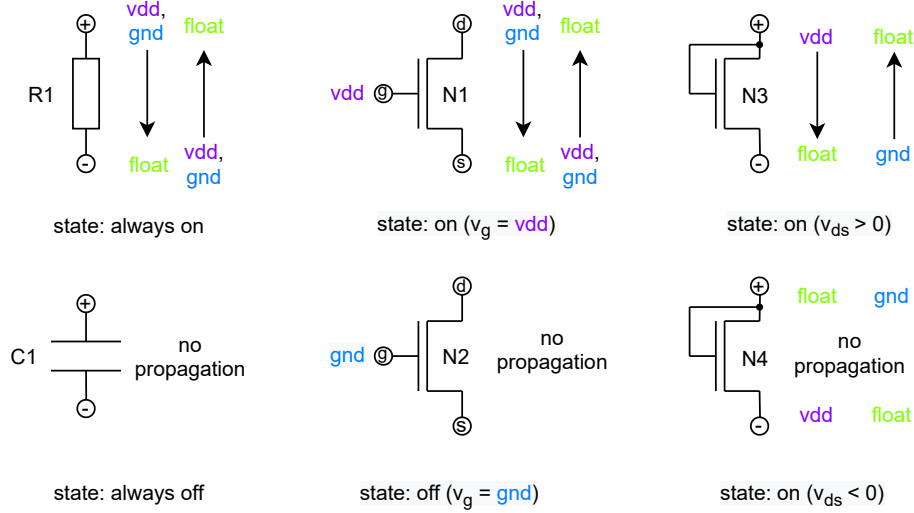 vdd,
gnd
float
R1
float
vdd,
gnd
+
-
state: always on
vdd,
gnd
float
d
vdd
g
N1
s
float
vdd,
gnd
state: on (vg = vdd)
+
vdd
float
N3
-
float
gnd
state: on (vds > 0)
+
C1
no
propagation
-
state: always off
d
gnd
g
N2
no
propagation
s
state: off (vg = gnd)
+
float
gnd
N4
no
propagation
-
vdd
float
state: on (vds < 0)